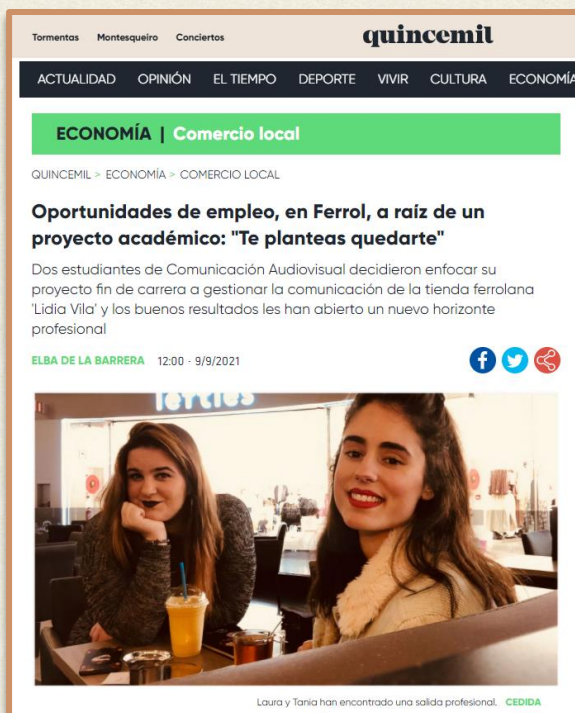 Tormentas Montesqueiro Conciertos
quincemil
ACTUALIDAD OPINIÓN EL TIEMPO DEPORTE VIVIR CULTURA ECONOMÍA
ECONOMÍA | Comercio local
QUINCEMIL > ECONOMÍA > COMERCIO LOCAL
Oportunidades de empleo, en Ferrol, a raíz de un
proyecto académico: "Te planteas quedarte"
Dos estudiantes de Comunicación Audiovisual decidieron enfocar su
proyecto fin de carrera a gestionar la comunicación de la tienda ferrolana
'Lidia Vila' y los buenos resultados les han abierto un nuevo horizonte
profesional
ELBA DE LA BARRERA 12:00 - 9/9/2021
lefties
Laura y Tania han encontrado una salida profesional. CEDIDA